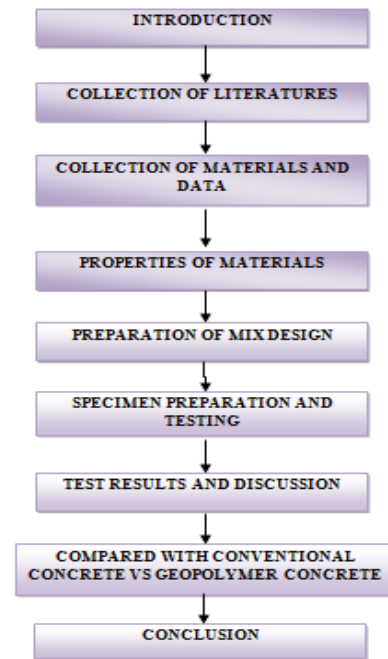 INTRODUCTION
COLLECTION OF LITERATURES
COLLECTION OF MATERIALS AND
DATA
PROPERTIES OF MATERIALS
PREPARATION OF MIX DESIGN
SPECIMEN PREPARATION AND
TESTING
TEST RESULTS AND DISCUSSION
COMPARED WITH CONVENTIONAL
CONCRETE VS GEOPOLYMER CONCRETE
CONCLUSION